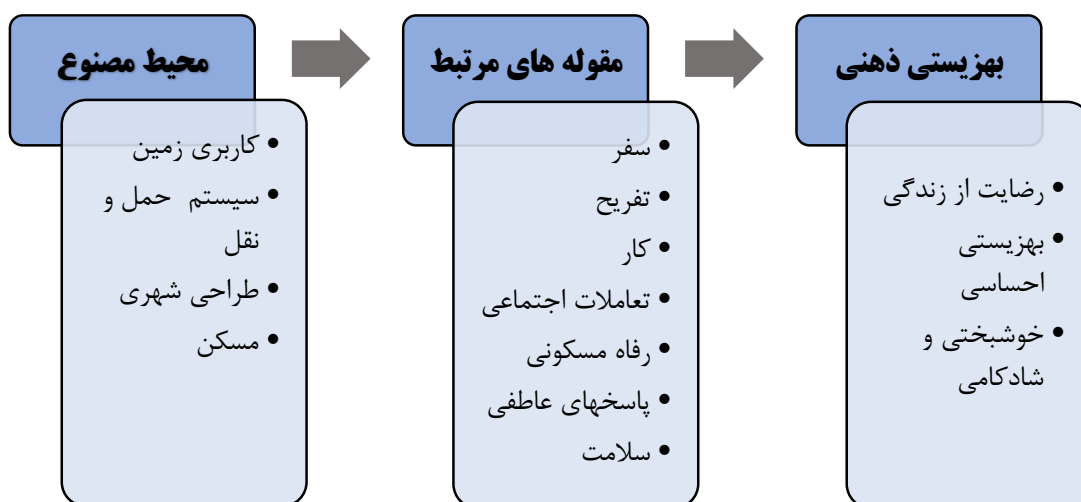 محیط مصنوع
• کاربری زمین
• سیستم حمل و
نقل
• طراحی شهری
• مسکن
مقوله های مرتبط
• سفر
• تفریح
• کار
• تعاملات اجتماعی
• رفاه مسکونی
• پاسخهای عاطفی
• سلامت
بهزیستی ذهنی
• رضایت از زندگی
• بهزیستی
احساسی
• خوشبختی و
شادکامی